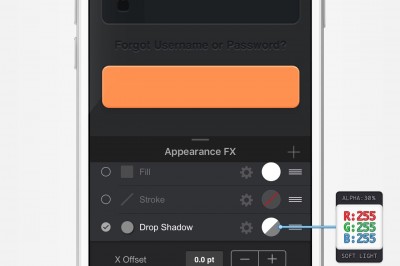 Forgot Username or Password?
Appearance FX
Fill
Stroke
Drop Shadow
X Offset
0.0 pt
ALPHA:30%
R:255
G:255
B:255
SOFT LIGHT